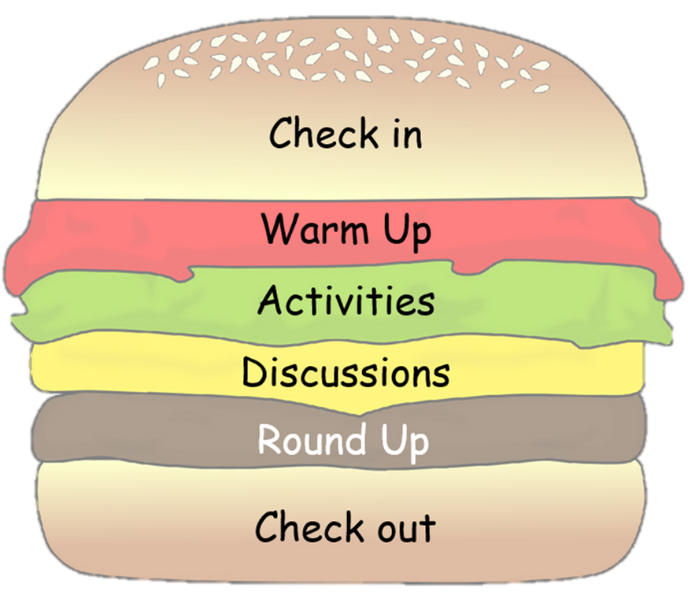 Check in
Warm Up
Activities
Discussions
Round Up
Check out